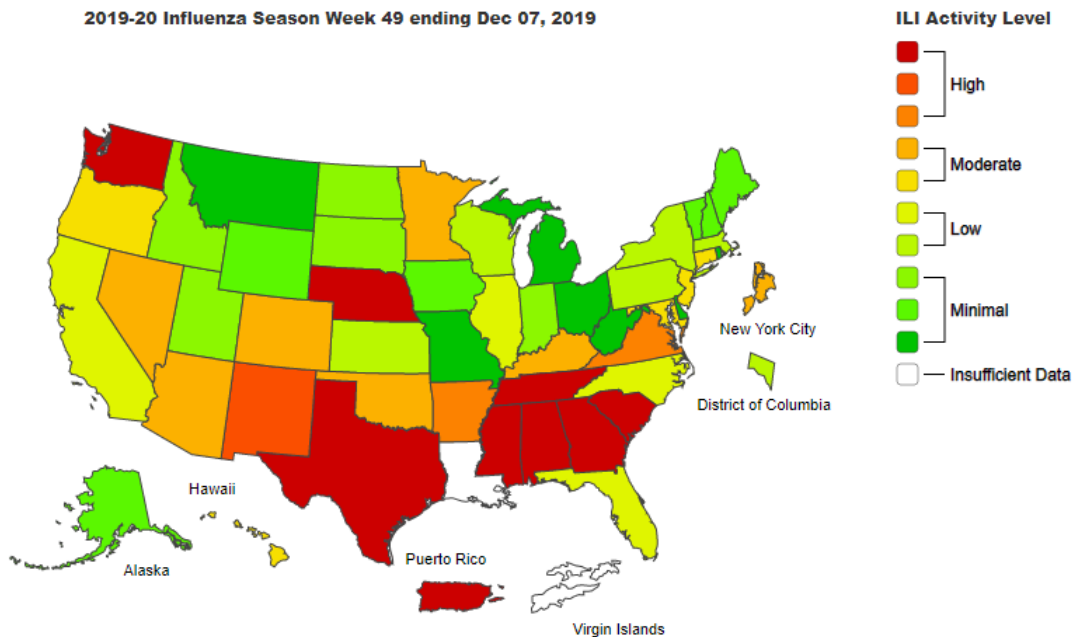 2019-20 Influenza Season Week 49 ending Dec 07, 2019
ILI Activity Level
High
Moderate
Low
Minimal
Insufficient Data
New York City
District of Columbia
Hawaii
Alaska
Puerto Rico
Virgin Islands